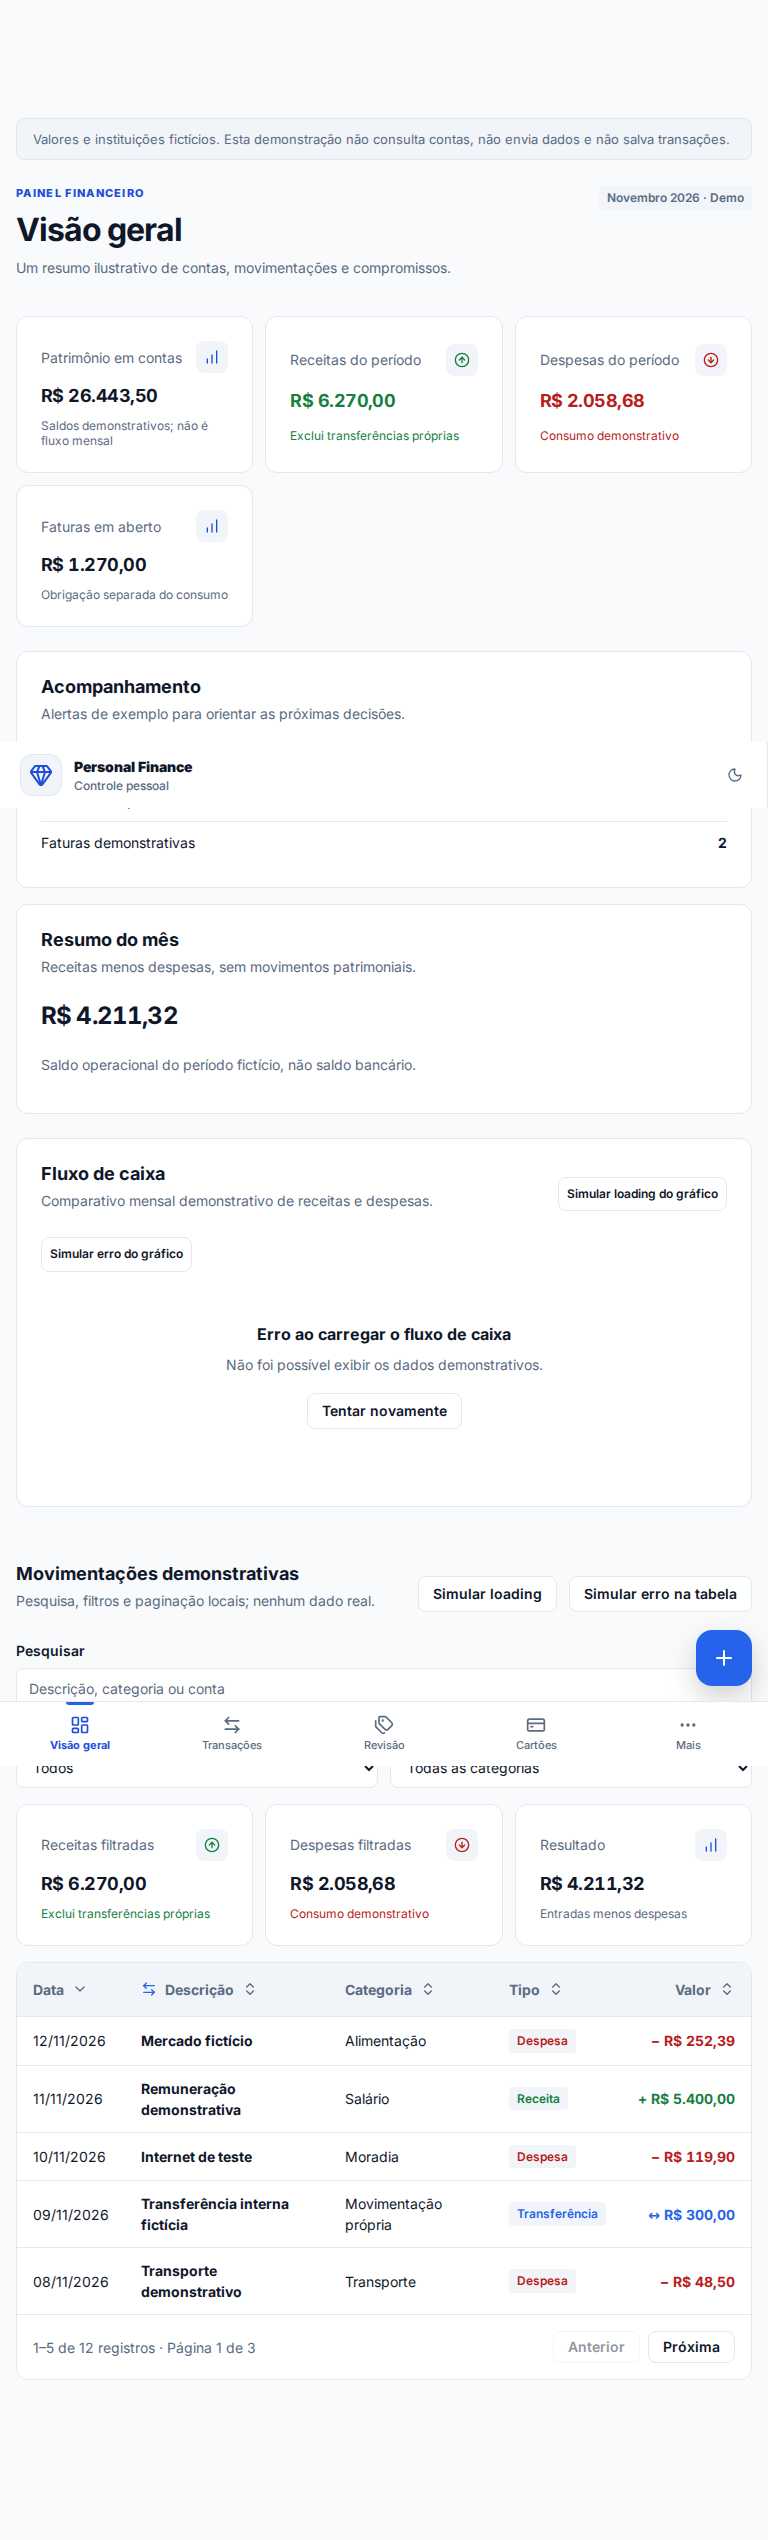 Valores e instituições fictícios. Esta demonstração não consulta contas, não envia dados e não salva transações.
PAINEL FINANCEIRO
Novembro 2026 · Demo
Visão geral
Um resumo ilustrativo de contas, movimentações e compromissos.
Patrimônio em contas
R$ 26.443,50
Saldos demonstrativos; não é
fluxo mensal
Receitas do período
R$ 6.270,00
Exclui transferências próprias
Despesas do período
R$ 2.058,68
Consumo demonstrativo
Faturas em aberto
R$ 1.270,00
Obrigação separada do consumo
Acompanhamento
Alertas de exemplo para orientar as próximas decisões.
Personal Finance
Controle pessoal
Faturas demonstrativas
2
Resumo do mês
Receitas menos despesas, sem movimentos patrimoniais.
R$ 4.211,32
Saldo operacional do período fictício, não saldo bancário.
Fluxo de caixa
Comparativo mensal demonstrativo de receitas e despesas.
Simular loading do gráfico
Simular erro do gráfico
Erro ao carregar o fluxo de caixa
Não foi possível exibir os dados demonstrativos.
Tentar novamente
Movimentações demonstrativas
Pesquisa, filtros e paginação locais; nenhum dado real.
Simular loading
Simular erro na tabela
Pesquisar
Descrição, categoria ou conta
Visão geral
Transações
Revisão
Cartões
Mais
Todos
Todas as categorias
Receitas filtradas
R$ 6.270,00
Exclui transferências próprias
Despesas filtradas
R$ 2.058,68
Consumo demonstrativo
Resultado
R$ 4.211,32
Entradas menos despesas
Data Descrição Categoria Tipo Valor
12/11/2026 Mercado fictício Alimentação Despesa − R$ 252,39
11/11/2026 Remuneração demonstrativa Salário Receita + R$ 5.400,00
10/11/2026 Internet de teste Moradia Despesa − R$ 119,90
09/11/2026 Transferência interna fictícia Movimentação própria Transferência ↔ R$ 300,00
08/11/2026 Transporte demonstrativo Transporte Despesa − R$ 48,50
1–5 de 12 registros · Página 1 de 3
Anterior
Próxima